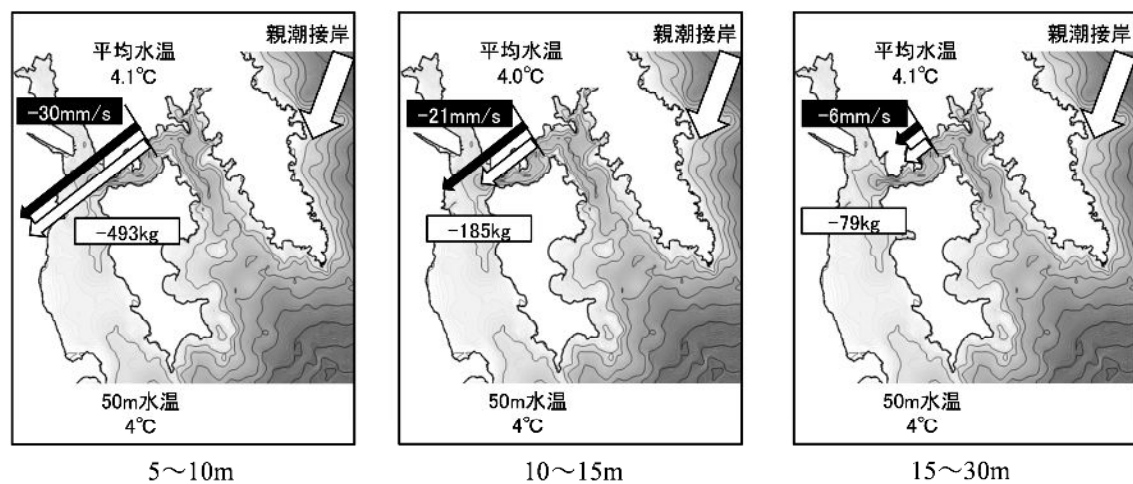 親潮接岸
平均水温
4.1℃
-30mm/s
-493kg
50m水温
4℃
5～10m
親潮接岸
平均水温
4.0℃
-21mm/s
-185kg
50m水温
4℃
10～15m
親潮接岸
平均水温
4.1℃
-6mm/s
-79kg
50m水温
4℃
15～30m